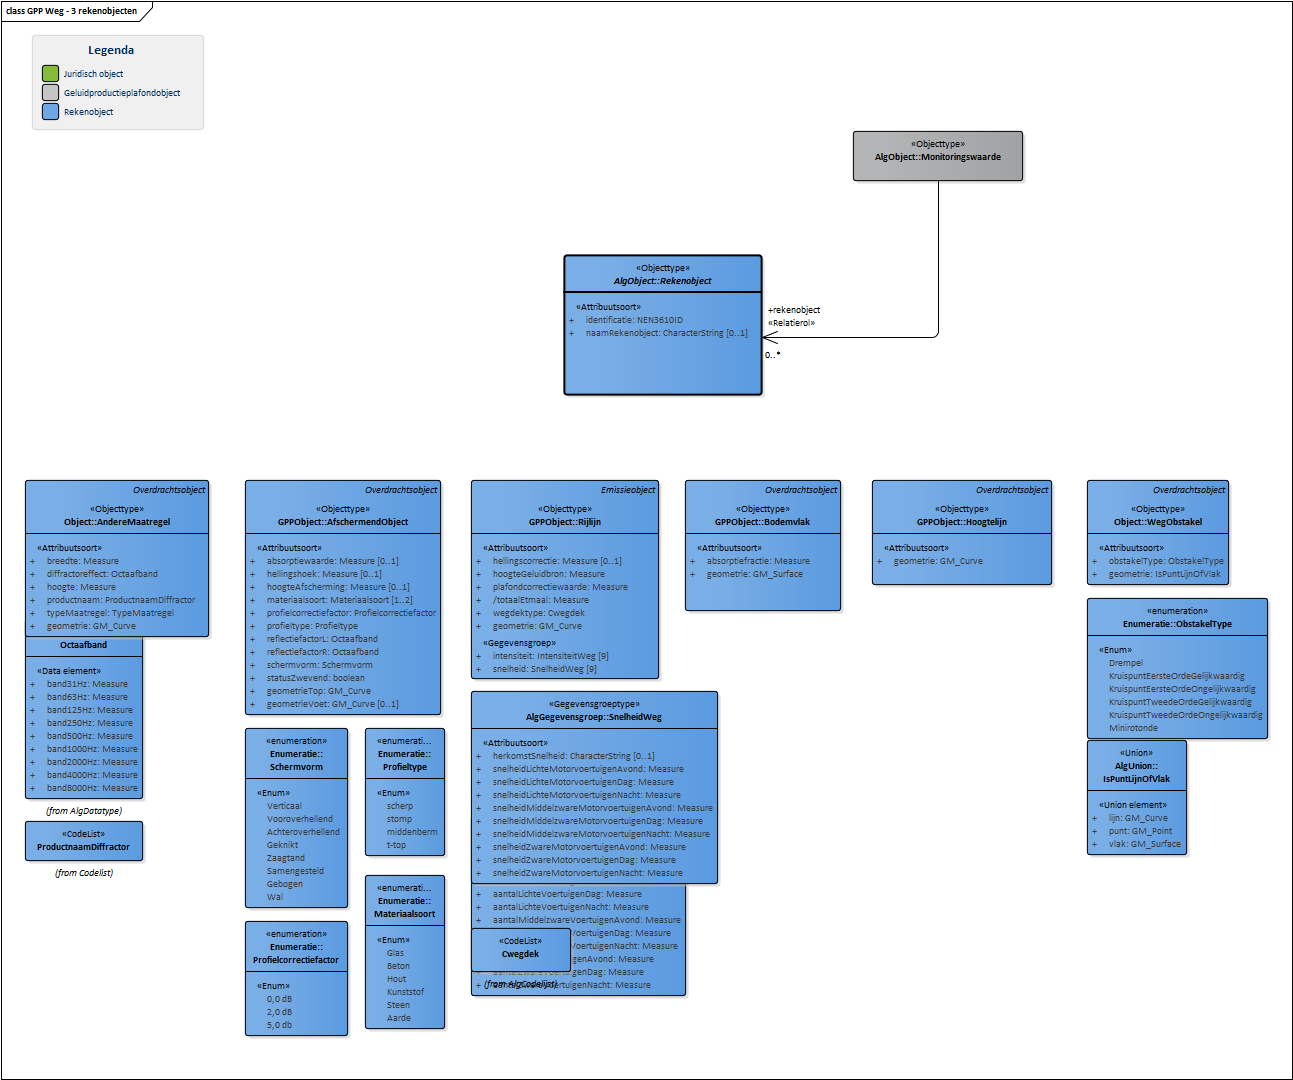 class GPP Weg - 3 rekenobjecten
Legenda
Juridisch object
Geluidproductieplafondobject
Rekenobject
«Objecttype»
AlgObject::Monitoringswaarde
«Objecttype»
AlgObject::Rekenobject
«Attribuutsoort»
+ identificatie: NEN3610ID
+ naamRekenobject: CharacterString [0..1]
+rekenobject
«Relatierol»
0..*
Overdrachtsobject
«Objecttype»
Object::AndereMaatregel
«Attribuutsoort»
+ breedte: Measure
+ diffractoreffect: Octaafband
+ hoogte: Measure
+ productnaam: ProductnaamDiffractor
+ typeMaatregel: TypeMaatregel
+ geometrie: GM_Curve
Octaafband
«Data element»
+ band31Hz: Measure
+ band63Hz: Measure
+ band125Hz: Measure
+ band250Hz: Measure
+ band500Hz: Measure
+ band1000Hz: Measure
+ band2000Hz: Measure
+ band4000Hz: Measure
+ band8000Hz: Measure
(from AlgDatatype)
«CodeList»
ProductnaamDiffractor
(from Codelist)
Overdrachtsobject
«Objecttype»
GPPObject::AfschermendObject
«Attribuutsoort»
+ absorptiewaarde: Measure [0..1]
+ hellingshoek: Measure [0..1]
+ hoogteAfscherming: Measure [0..1]
+ materiaalsoort: Materiaalsoort [1..2]
+ profielcorrectiefactor: Profielcorrectiefactor
+ profieltype: Profieltype
+ reflectiefactorL: Octaafband
+ reflectiefactorR: Octaafband
+ schermvorm: Schermvorm
+ statusZwevend: boolean
+ geometrieTop: GM_Curve
+ geometrieVoet: GM_Curve [0..1]
«enumeration»
Enumeratie::
Schermvorm
«Enum»
Verticaal
Vooroverhellend
Achteroverhellend
Geknikt
Zaagtand
Samengesteld
Gebogen
Wal
«enumerati...
Enumeratie::
Profieltype
«Enum»
scherp
stomp
middenberm
t-top
«enumeration»
Enumeratie::
Profielcorrectiefactor
«Enum»
0,0 dB
2,0 dB
5,0 db
«enumerati...
Enumeratie::
Materiaalsoort
«Enum»
Glas
Beton
Hout
Kunststof
Steen
Aarde
Emissieobject
«Objecttype»
GPPObject::Rijlijn
«Attribuutsoort»
+ hellingscorrectie: Measure [0..1]
+ hoogteGeluidbron: Measure
+ plafondcorrectiewaarde: Measure
+ /totaalEtmaal: Measure
+ wegdektype: Cwegdek
+ geometrie: GM_Curve
«Gegevensgroep»
+ intensiteit: IntensiteitWeg [9]
+ snelheid: SnelheidWeg [9]
«Gegevensgroeptype»
AlgGegevensgroep::SnelheidWeg
«Attribuutsoort»
+ herkomstSnelheid: CharacterString [0..1]
+ snelheidLichteMotorvoertuigenAvond: Measure
+ snelheidLichteMotorvoertuigenDag: Measure
+ snelheidLichteMotorvoertuigenNacht: Measure
+ snelheidMiddelzwareMotorvoertuigenAvond: Measure
+ snelheidMiddelzwareMotorvoertuigenDag: Measure
+ snelheidMiddelzwareMotorvoertuigenNacht: Measure
+ snelheidZwareMotorvoertuigenAvond: Measure
+ snelheidZwareMotorvoertuigenDag: Measure
+ snelheidZwareMotorvoertuigenNacht: Measure
+ aantalLichteVoertuigenDag: Measure
+ aantalLichteVoertuigenNacht: Measure
+ aantalMiddelzwareVoertuigenAvond: Measure
oertuigenDag: Measure
oertuigenNacht: Measure
genAvond: Measure
genDag: Measure
tuigenNacht: Measure
«CodeList»
Cwegdek
(from AlgCodelist)
Overdrachtsobject
«Objecttype»
GPPObject::Bodemvlak
«Attribuutsoort»
+ absorptiefractie: Measure
+ geometrie: GM_Surface
Overdrachtsobject
«Objecttype»
GPPObject::Hoogtelijn
«Attribuutsoort»
+ geometrie: GM_Curve
Overdrachtsobject
«Objecttype»
Object::WegObstakel
«Attribuutsoort»
+ obstakelType: ObstakelType
+ geometrie: IsPuntLijnOfVlak
«enumeration»
Enumeratie::ObstakelType
«Enum»
Drempel
KruispuntEersteOrdeGelijkwaardig
KruispuntEersteOrdeOngelijkwaardig
KruispuntTweedeOrdeGelijkwaardig
KruispuntTweedeOrdeOngelijkwaardig
Minirotonde
«Union»
AlgUnion::
IsPuntLijnOfVlak
«Union element»
+ lijn: GM_Curve
+ punt: GM_Point
+ vlak: GM_Surface